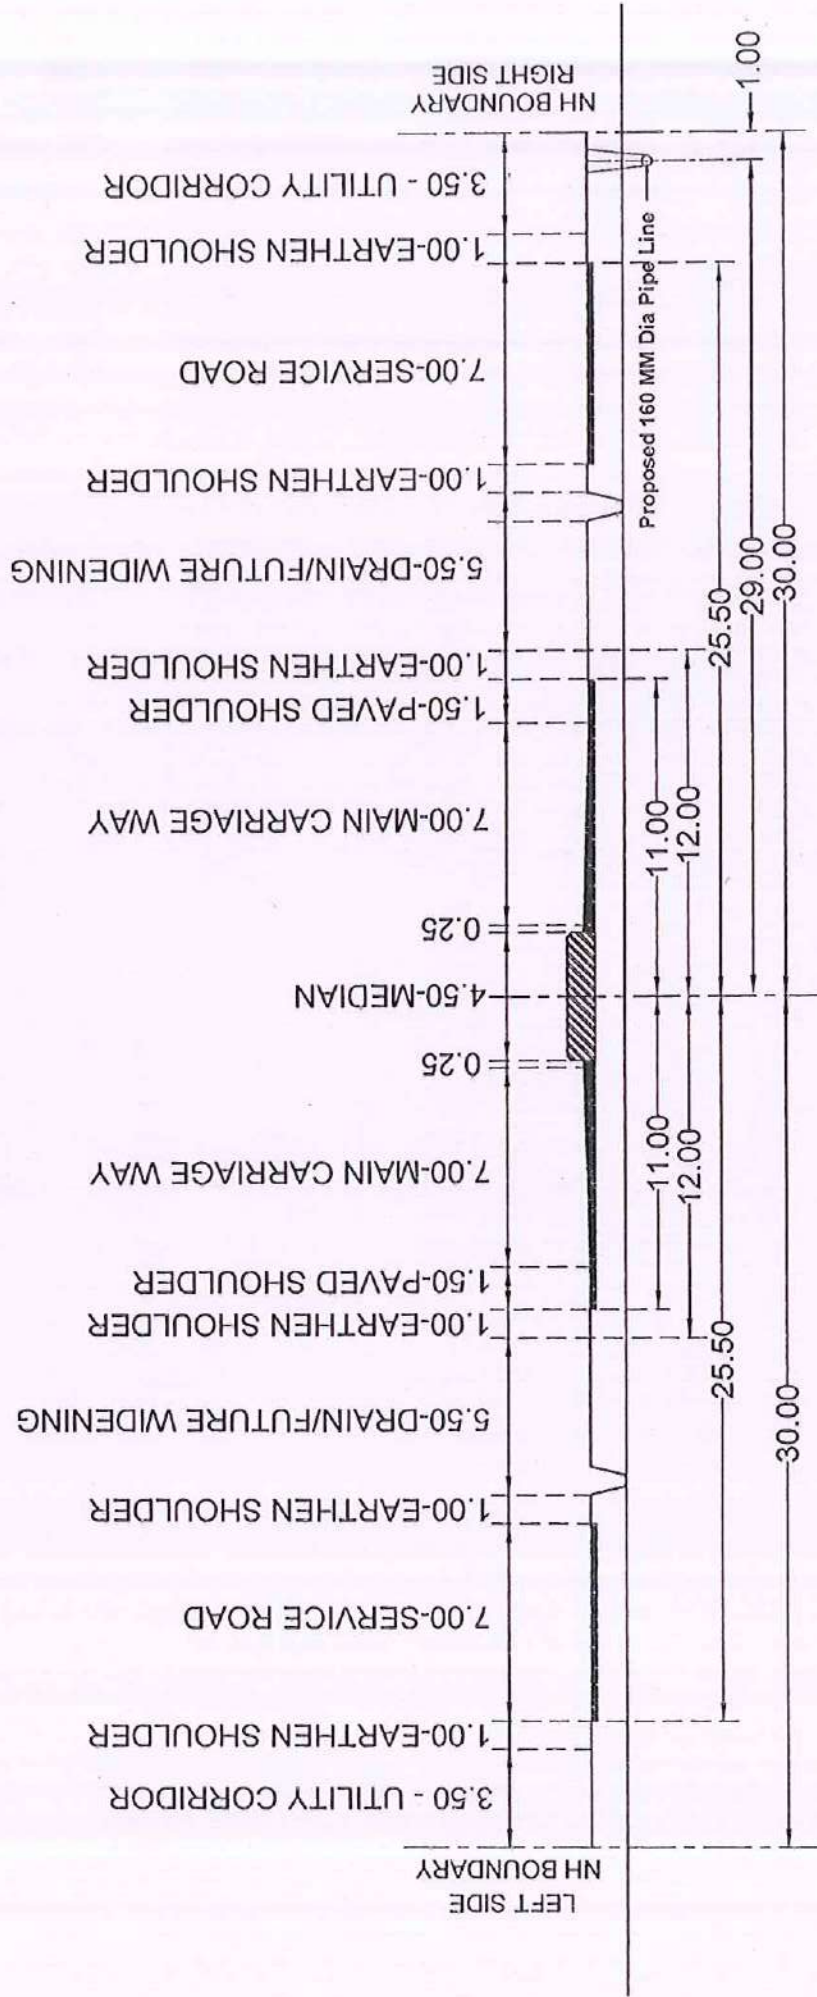 LEFT SIDE
NH BOUNDARY
3.50 - UTILITY CORRIDOR
1.00-EARTHEN SHOULDER
7.00-SERVICE ROAD
1.00-EARTHEN SHOULDER
5.50-DRAIN/FUTURE WIDENING
1.00-EARTHEN SHOULDER
1.50-PAVED SHOULDER
7.00-MAIN CARRIAGE WAY
0.25
4.50-MEDIAN
0.25
7.00-MAIN CARRIAGE WAY
1.50-PAVED SHOULDER
1.00-EARTHEN SHOULDER
5.50-DRAIN/FUTURE WIDENING
1.00-EARTHEN SHOULDER
7.00-SERVICE ROAD
1.00-EARTHEN SHOULDER
3.50 - UTILITY CORRIDOR
NH BOUNDARY
RIGHT SIDE
Proposed 160 MM Dia Pipe Line
11.00
11.00
12.00
12.00
25.50
25.50
29.00
1.00
30.00
30.00